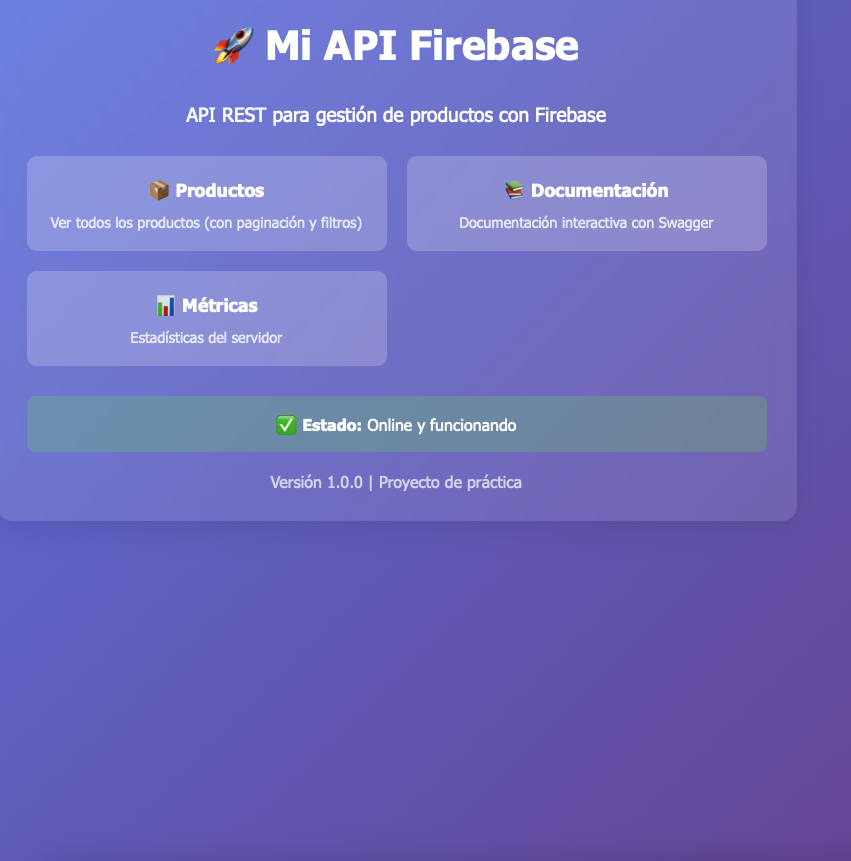 🚀 Mi API Firebase
API REST para gestión de productos con Firebase
📦 Productos
Ver todos los productos (con paginación y filtros)
📚 Documentación
Documentación interactiva con Swagger
📊 Métricas
Estadísticas del servidor
✅ Estado: Online y funcionando
Versión 1.0.0 | Proyecto de práctica